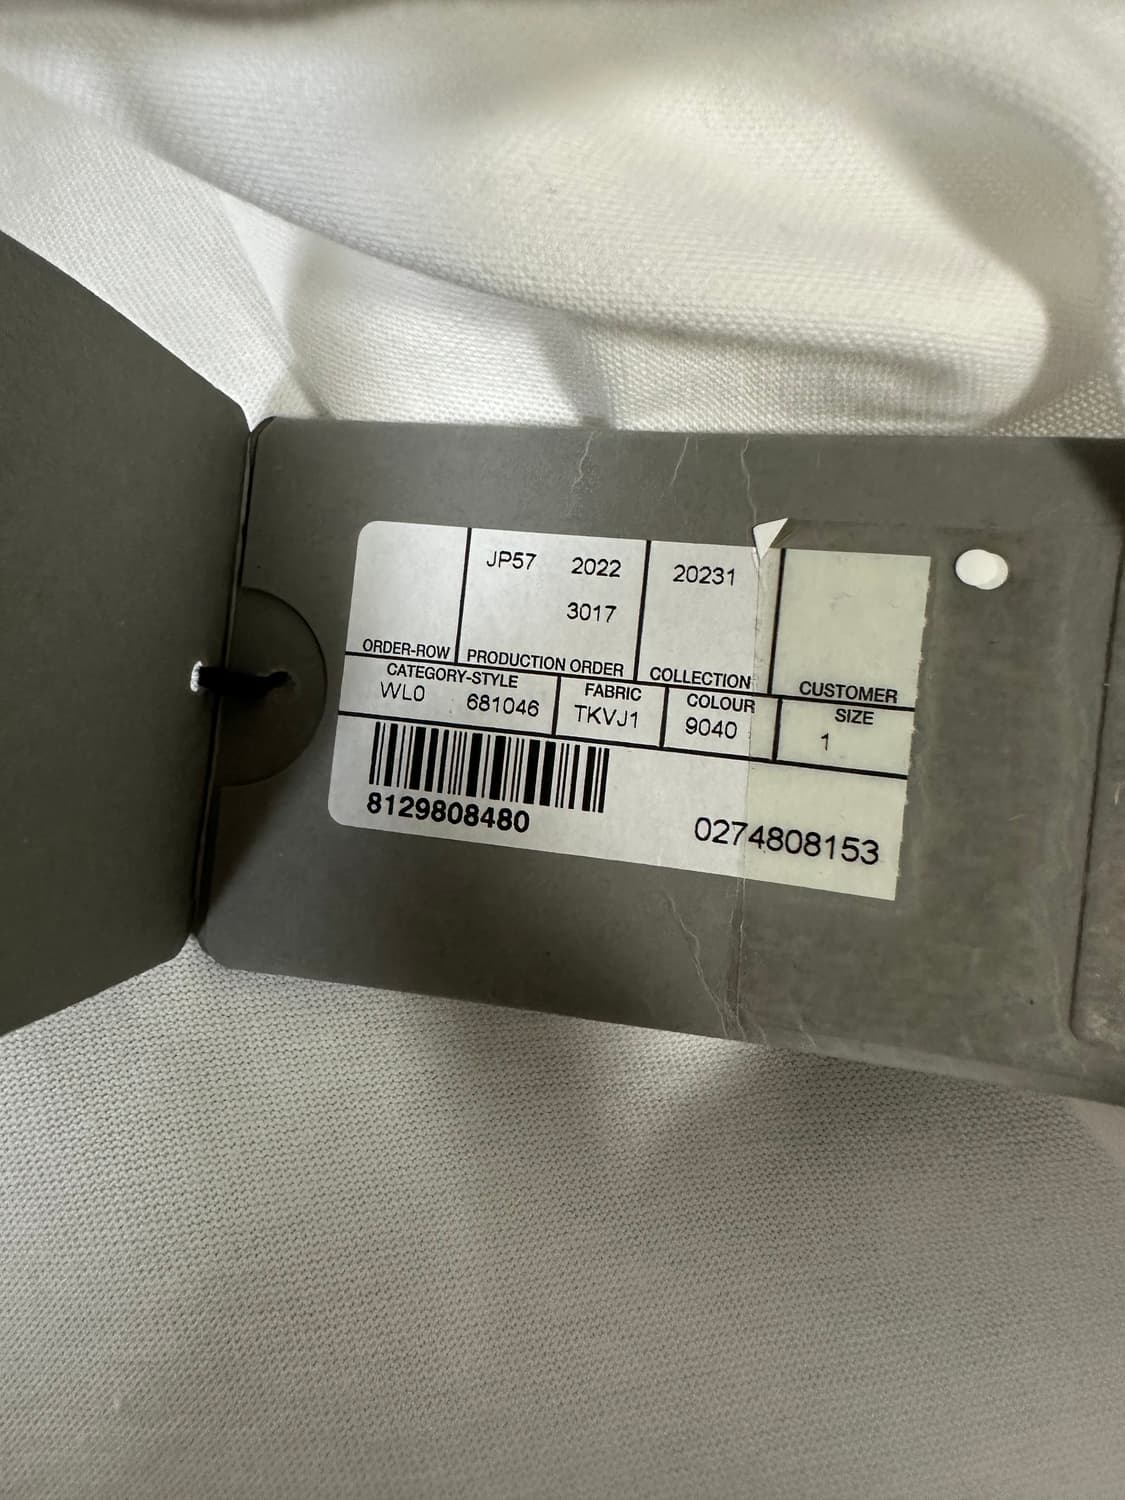 JP57 2022 20231
3017
ORDER-ROW PRODUCTION ORDER COLLECTION CUSTOMER
CATEGORY-STYLE FABRIC COLOUR SIZE
WL0 681046 TKVJ1 9040 1
8129808480 0274808153